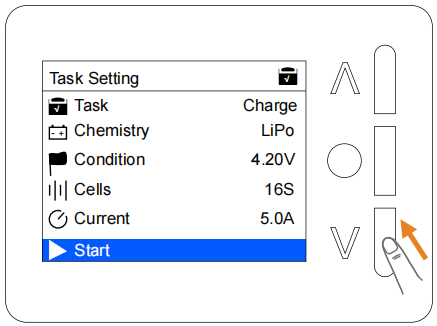 Task Setting
Task Charge
Chemistry LiPo
Condition 4.20V
Cells 16S
Current 5.0A
Start